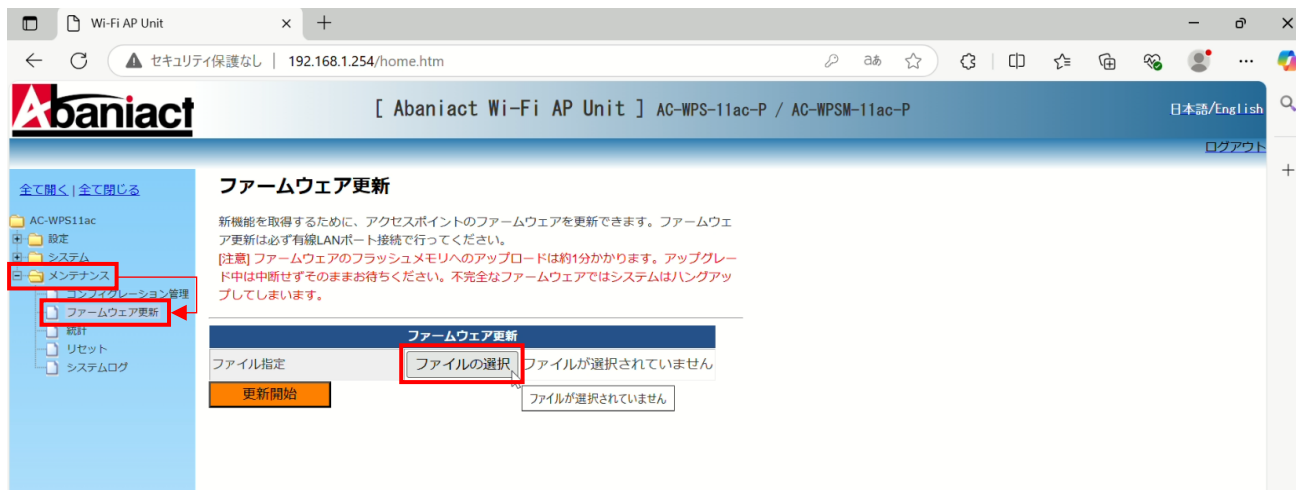 Wi-Fi AP Unit
セキュリティ保護なし | 192.168.1.254/home.htm
aあ
Abaniact
[ Abaniact Wi-Fi AP Unit ] AC-WPS-11ac-P / AC-WPSM-11ac-P
日本語/English
ログアウト
全て開く | 全て閉じる
AC-WPS11ac
設定
システム
メンテナンス
コンフィグレーション管理
ファームウェア更新
統計
リセット
システムログ
ファームウェア更新
新機能を取得するために、アクセスポイントのファームウェアを更新できます。ファームウェ
ア更新は必ず有線LANポート接続で行ってください。
[注意] ファームウェアのフラッシュメモリへのアップロードは約1分かかります。アップグレー
ド中は中断せずそのままお待ちください。不完全なファームウェアではシステムはハングアッ
プしてしまいます。
ファームウェア更新
ファイル指定 ファイルの選択 ファイルが選択されていません
更新開始
ファイルが選択されていません